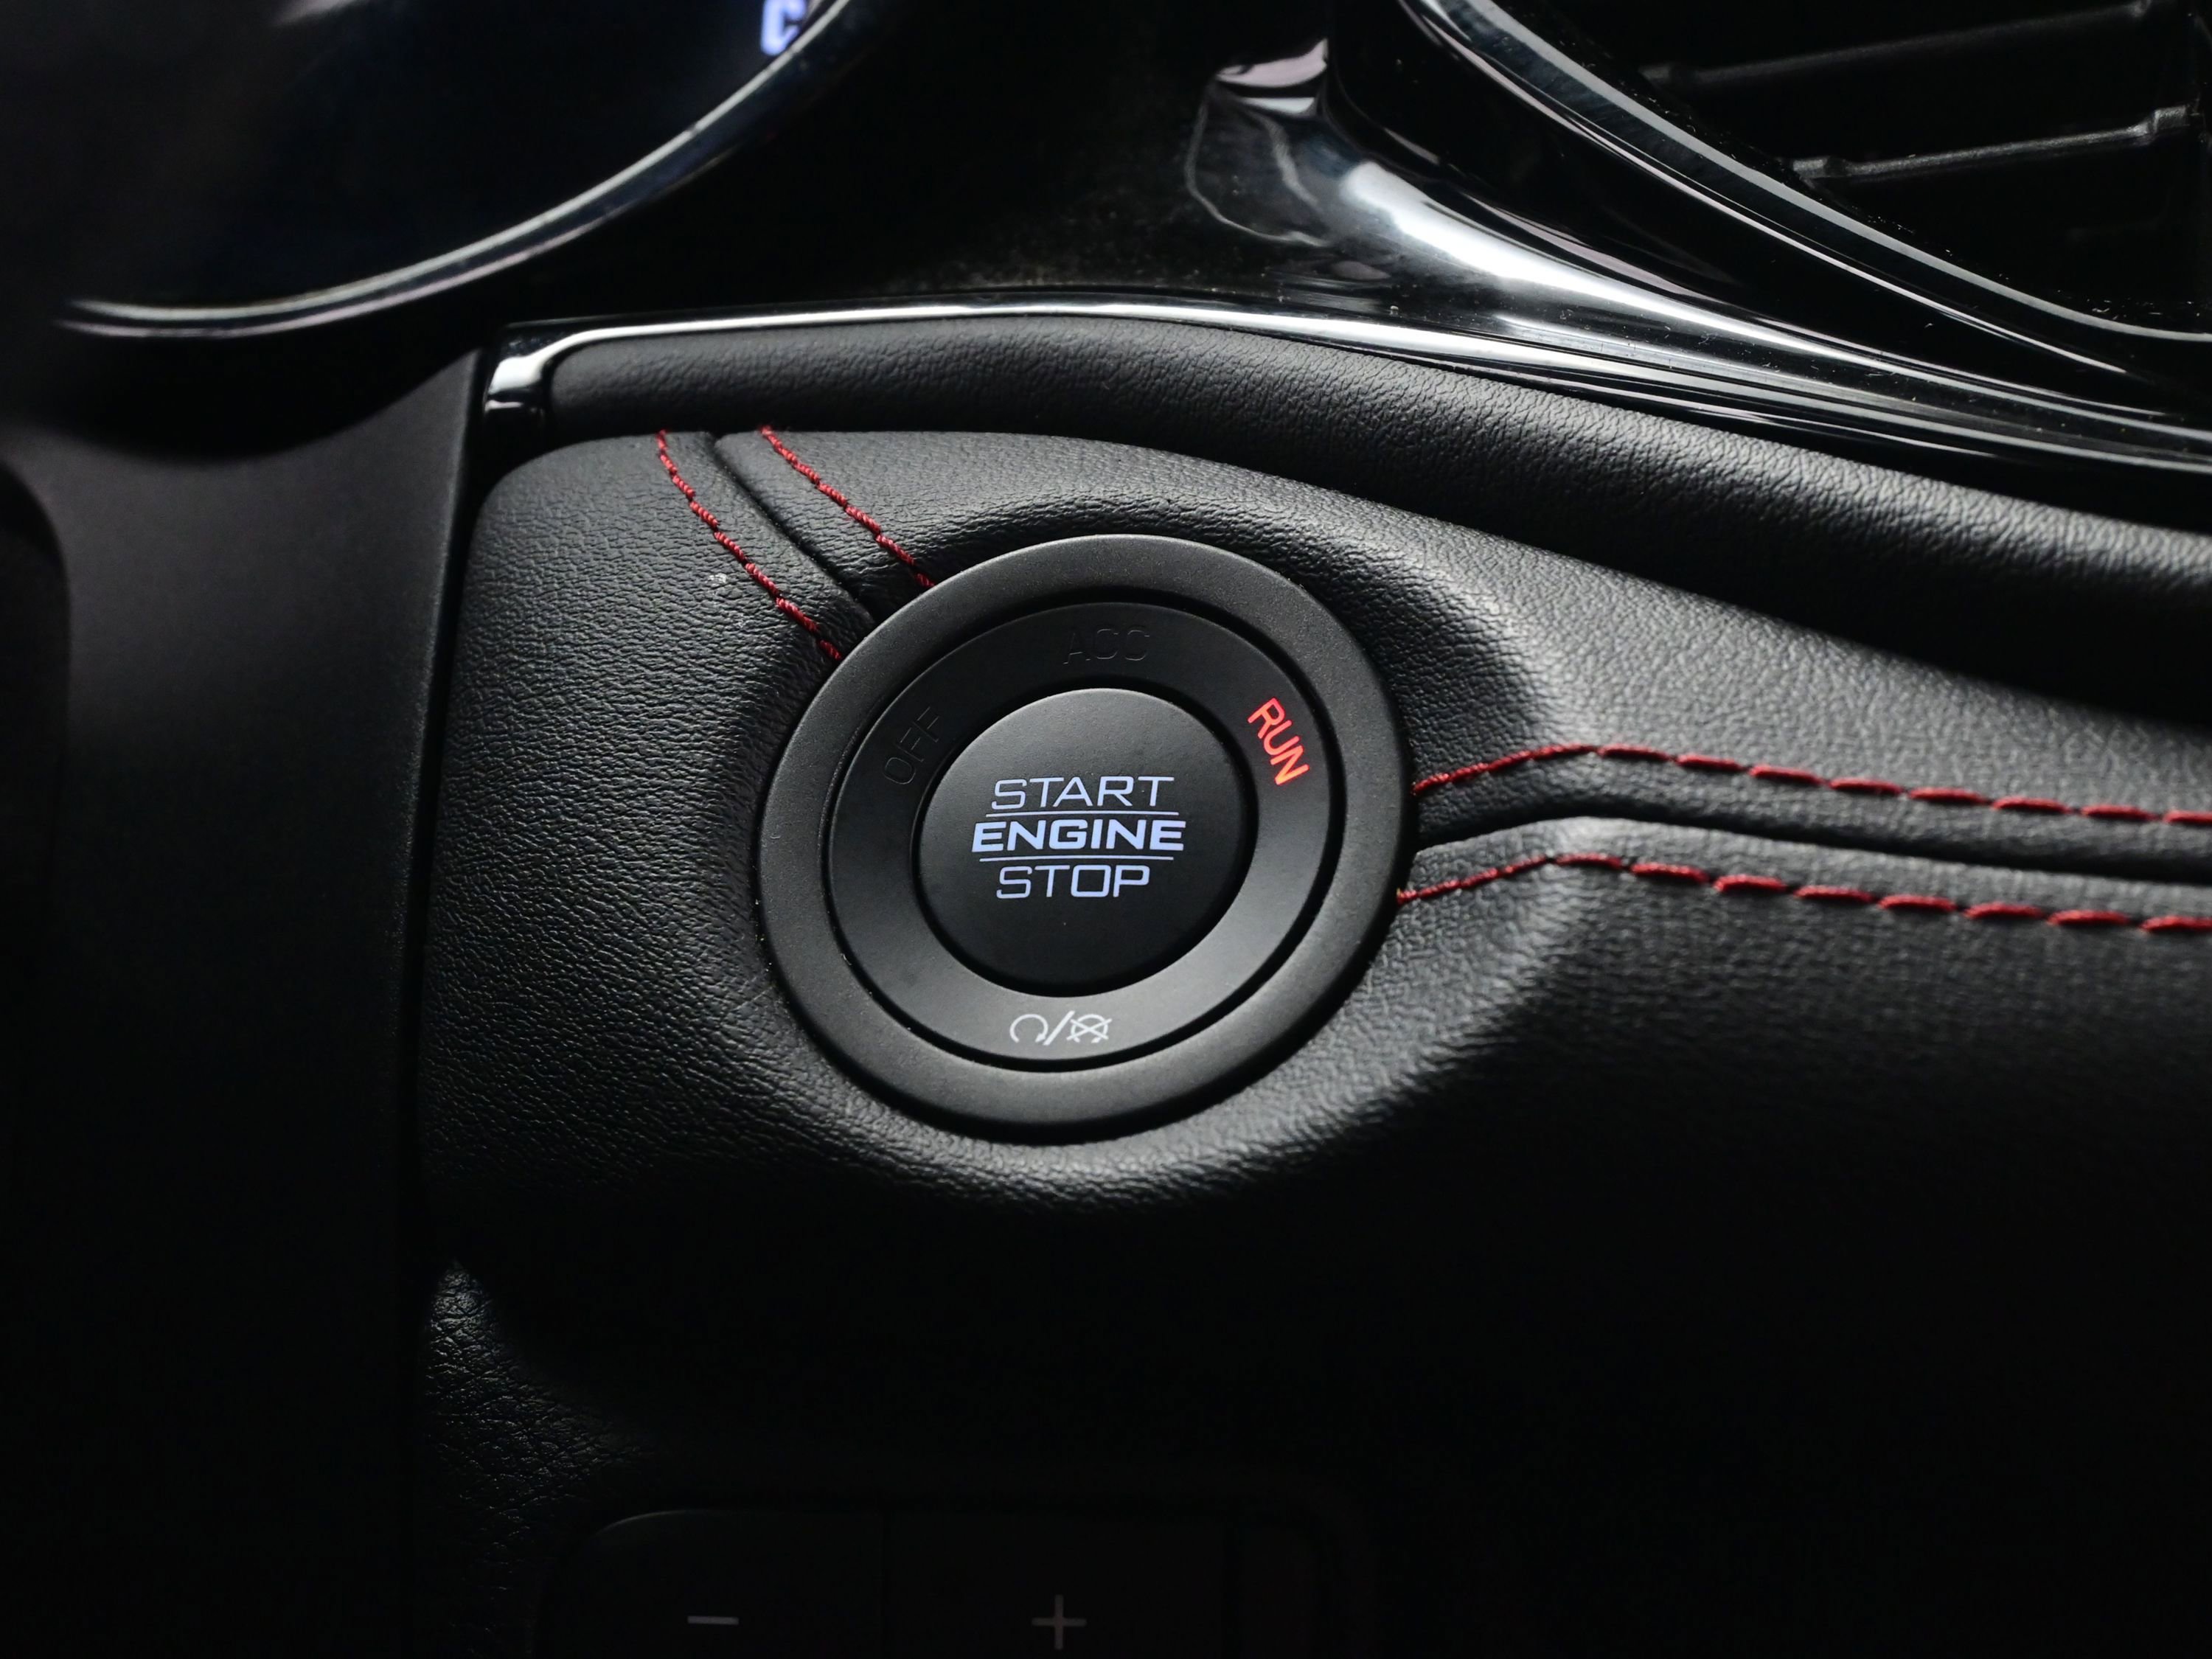 C
ACC
OFF
RUN
START
ENGINE
STOP
/
− +